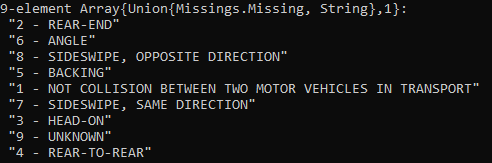 9-element Array{Union{Missings.Missing, String},1}:
"2 - REAR-END"
"6 - ANGLE"
"8 - SIDESWIPE, OPPOSITE DIRECTION"
"5 - BACKING"
"1 - NOT COLLISION BETWEEN TWO MOTOR VEHICLES IN TRANSPORT"
"7 - SIDESWIPE, SAME DIRECTION"
"3 - HEAD-ON"
"9 - UNKNOWN"
"4 - REAR-TO-REAR"